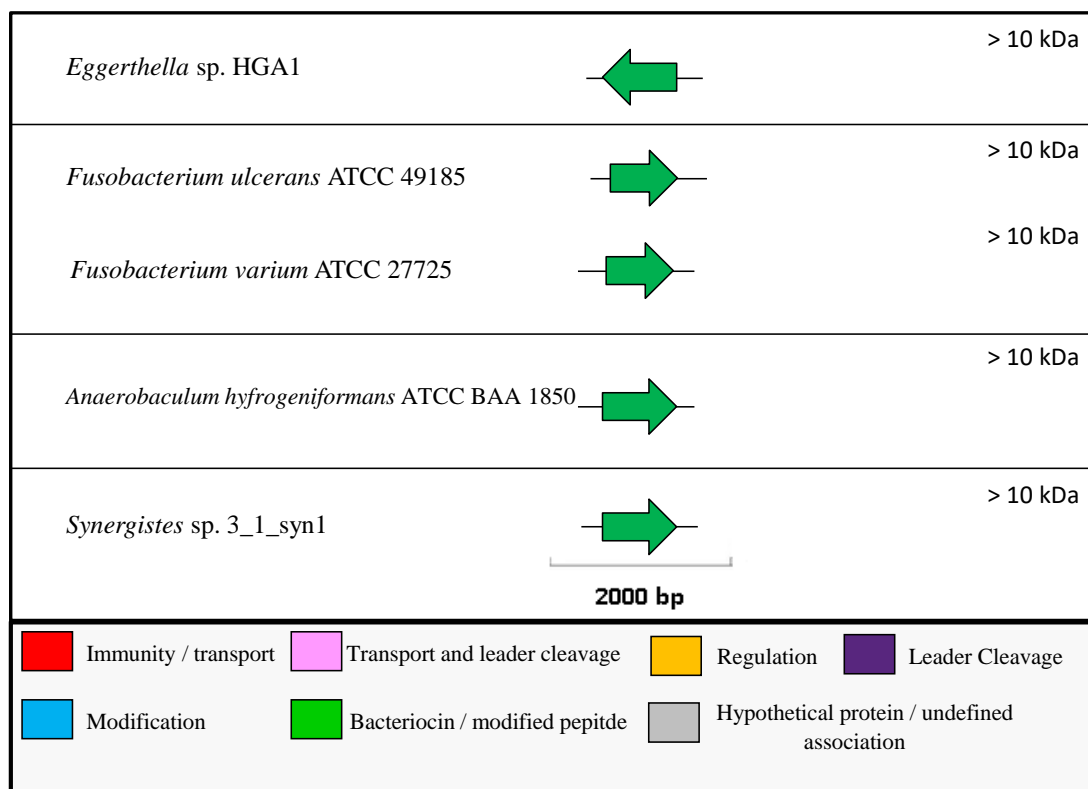 > 10 kDa
Eggerthella sp. HGA1
> 10 kDa
Fusobacterium ulcerans ATCC 49185
> 10 kDa
Fusobacterium varium ATCC 27725
> 10 kDa
Anaerobaculum hyfrogeniformans ATCC BAA 1850
> 10 kDa
Synergistes sp. 3_1_syn1
2000 bp
Immunity / transport
Transport and leader cleavage
Regulation
Leader Cleavage
Modification
Bacteriocin / modified pepitde
Hypothetical protein / undefined
association